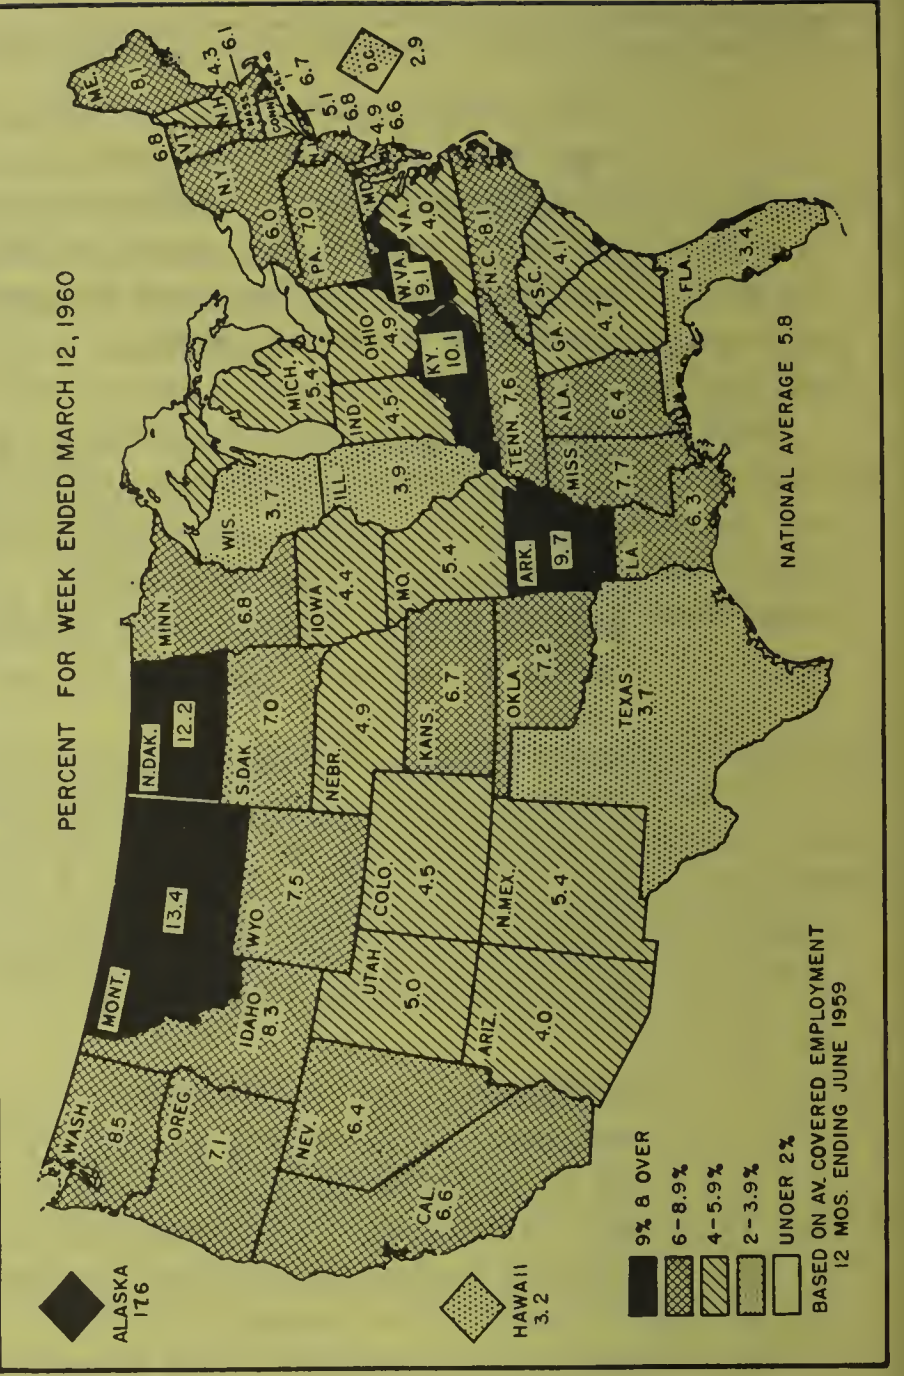 PERCENT FOR WEEK ENDED MARCH 12, 1960
WASH.
8.5
OREG.
7.1
CAL.
6.6
NEV.
6.4
IDAHO
8.3
MONT.
13.4
WYO
7.5
UTAH
5.0
ARIZ.
4.0
COLO.
4.5
N.MEX.
5.4
N.DAK.
12.2
S.DAK.
7.0
NEBR.
4.9
KANS.
6.7
OKLA.
7.2
TEXAS
3.7
MINN
6.8
IOWA
4.4
MO.
5.4
ARK.
9.7
LA.
6.3
WIS.
3.7
ILL.
3.9
MICH.
5.4
IND.
4.5
OHIO
4.9
KY.
10.1
TENN. 7.6
MISS.
7.7
ALA.
6.4
GA.
4.7
FLA.
3.4
S.C.
4.1
N.C. 8.1
VA.
4.0
W.VA.
9.1
MD.
PA. 7.0
N.Y.
6.0
N.J.
VT.
6.8
N.H.
4.3
ME.
8.1
MASS.
6.1
CONN.
6.7
5.1
6.8
4.9
6.6
D.C.
2.9
ALASKA
17.6
HAWAII
3.2
9% & OVER
6-8.9%
4-5.9%
2-3.9%
UNDER 2%
BASED ON AV. COVERED EMPLOYMENT
12 MOS. ENDING JUNE 1959
NATIONAL AVERAGE 5.8